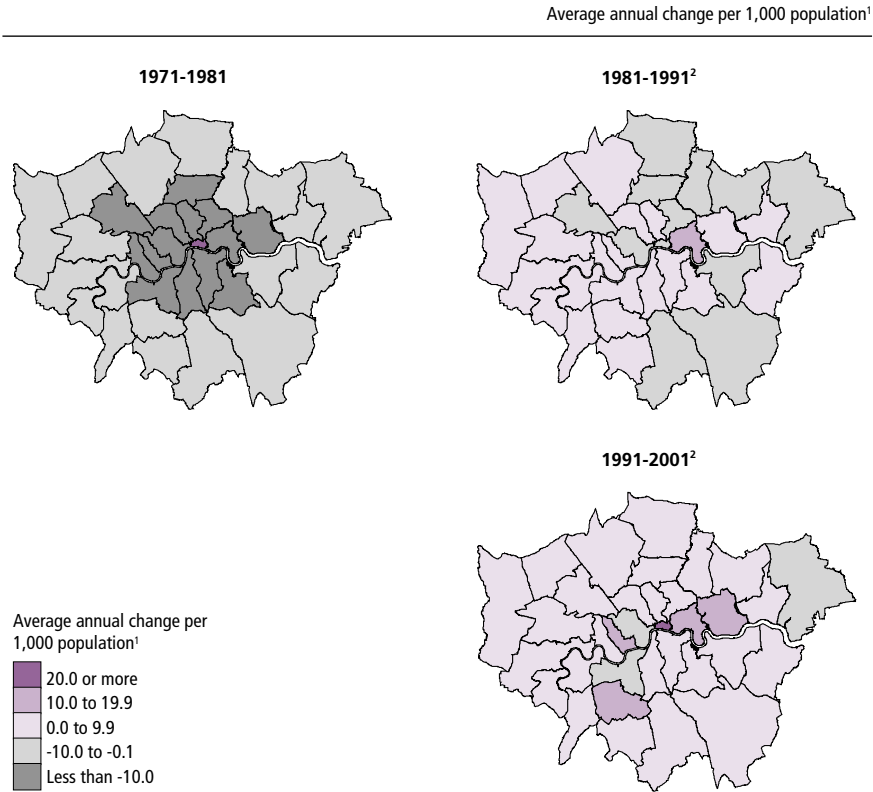 Average annual change per 1,000 population¹
1971-1981
1981-1991²
1991-2001²
Average annual change per
1,000 population¹
20.0 or more
10.0 to 19.9
0.0 to 9.9
-10.0 to -0.1
Less than -10.0